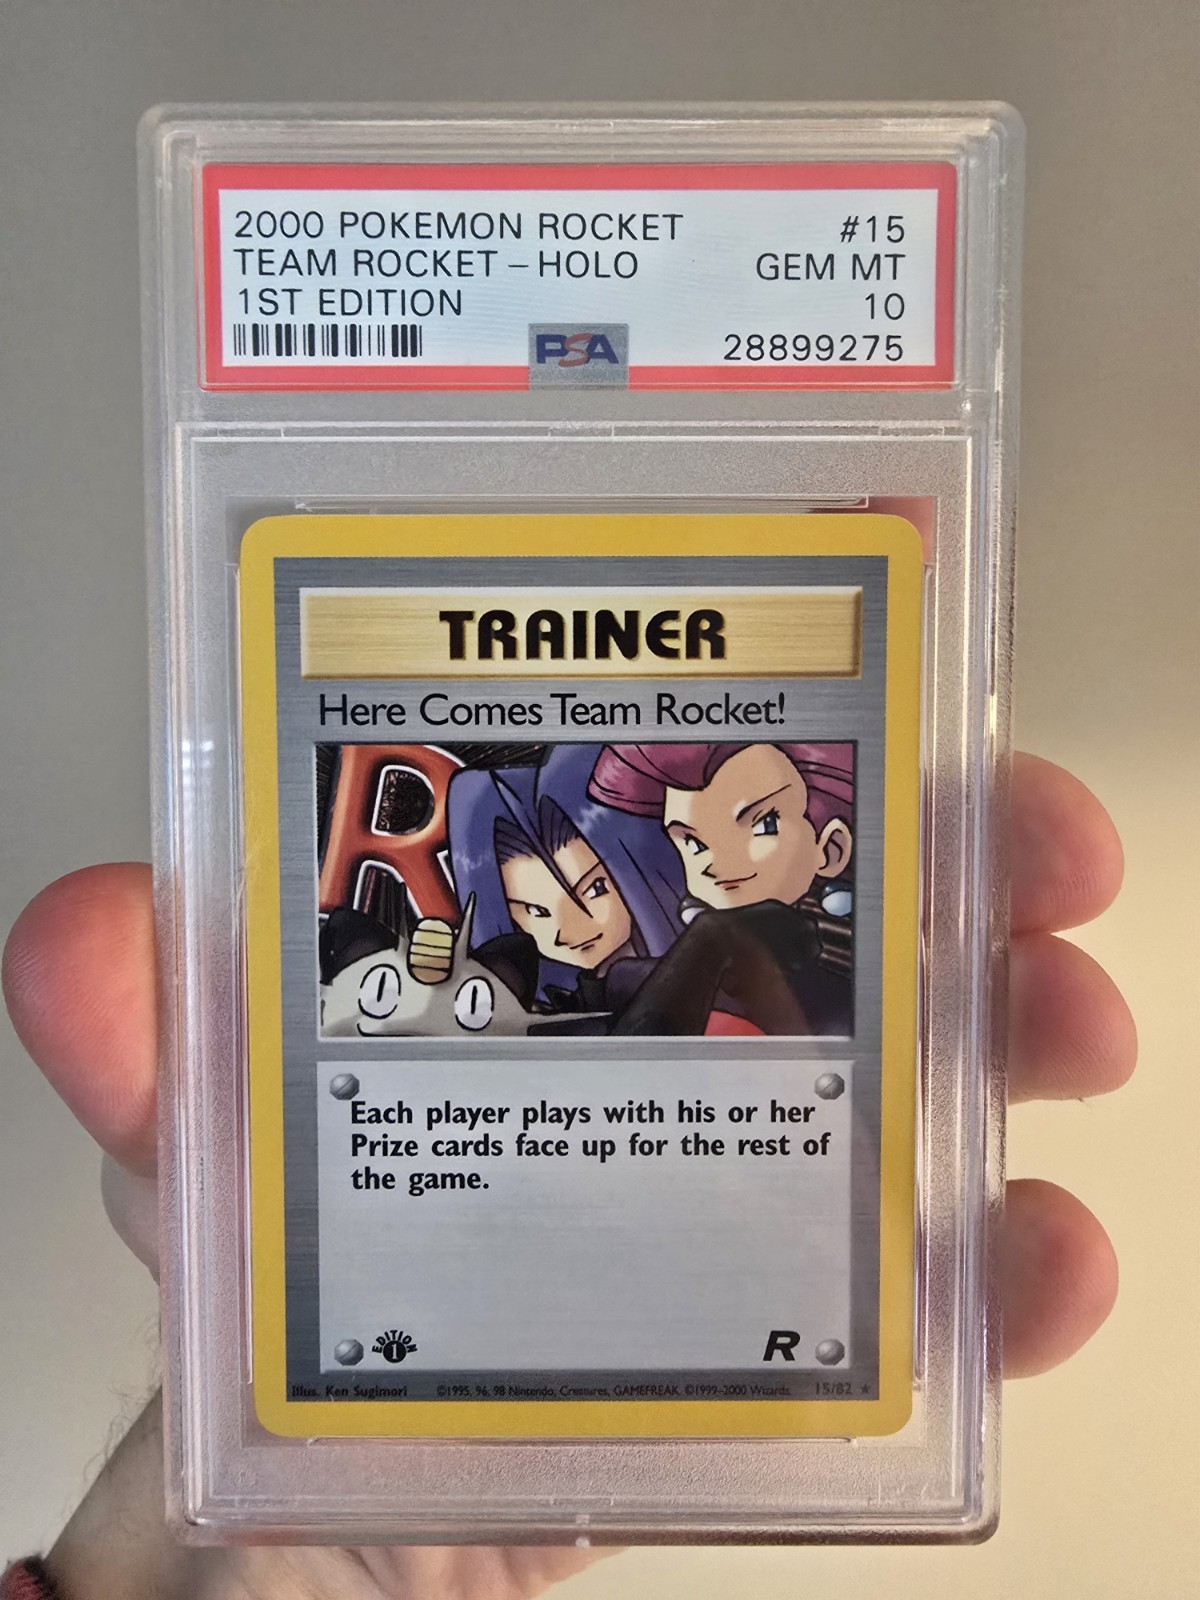 2000 POKEMON ROCKET #15
TEAM ROCKET - HOLO GEM MT
1ST EDITION 10
PSA 28899275
TRAINER
Here Comes Team Rocket!
R
Each player plays with his or her
Prize cards face up for the rest of
the game.
EDITION 1 R
Illus. Ken Sugimori ©1995, 96, 98 Nintendo, Creatures, GAMEFREAK. ©1999-2000 Wizards. 15/82 ★